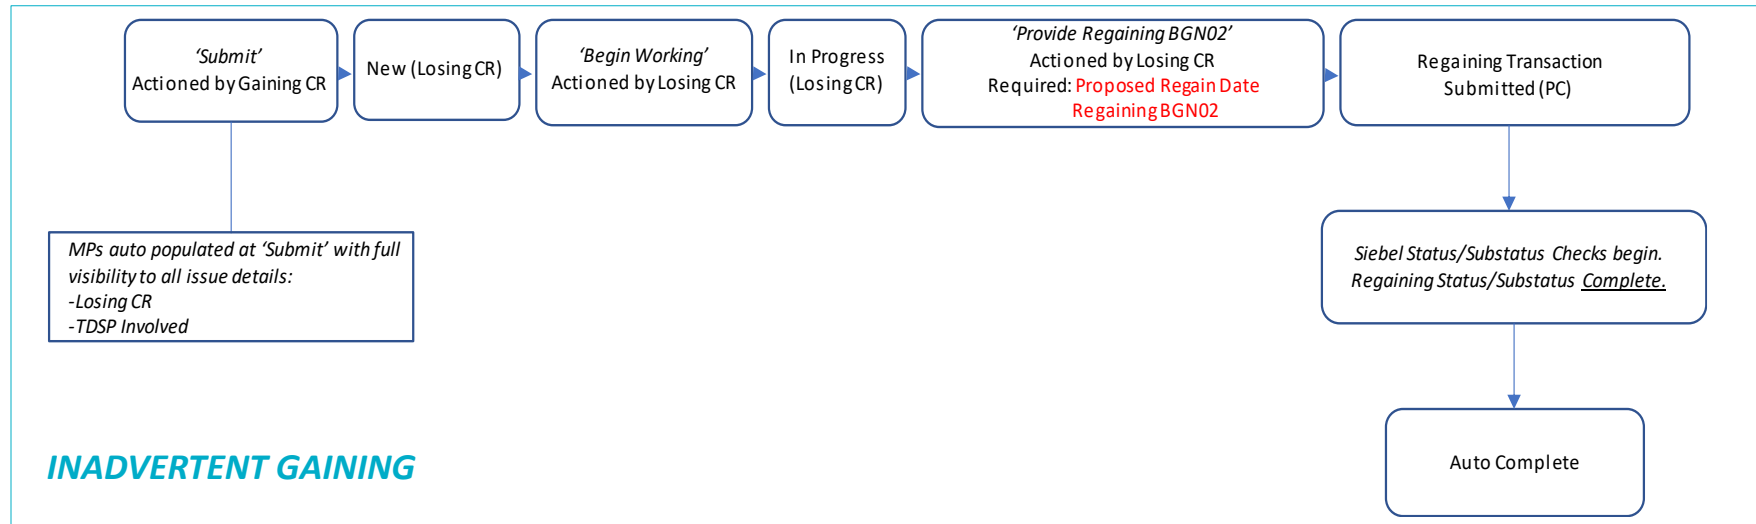 ‘Submit’
Actioned by Gaining CR
New (Losing CR)
‘Begin Working’
Actioned by Losing CR
In Progress
(Losing CR)
‘Provide Regaining BGN02’
Actioned by Losing CR
Required: Proposed Regain Date
Regaining BGN02
Regaining Transaction
Submitted (PC)
MPs auto populated at ‘Submit’ with full
visibility to all issue details:
-Losing CR
-TDSP Involved
Siebel Status/Substatus Checks begin.
Regaining Status/Substatus Complete.
Auto Complete
INADVERTENT GAINING